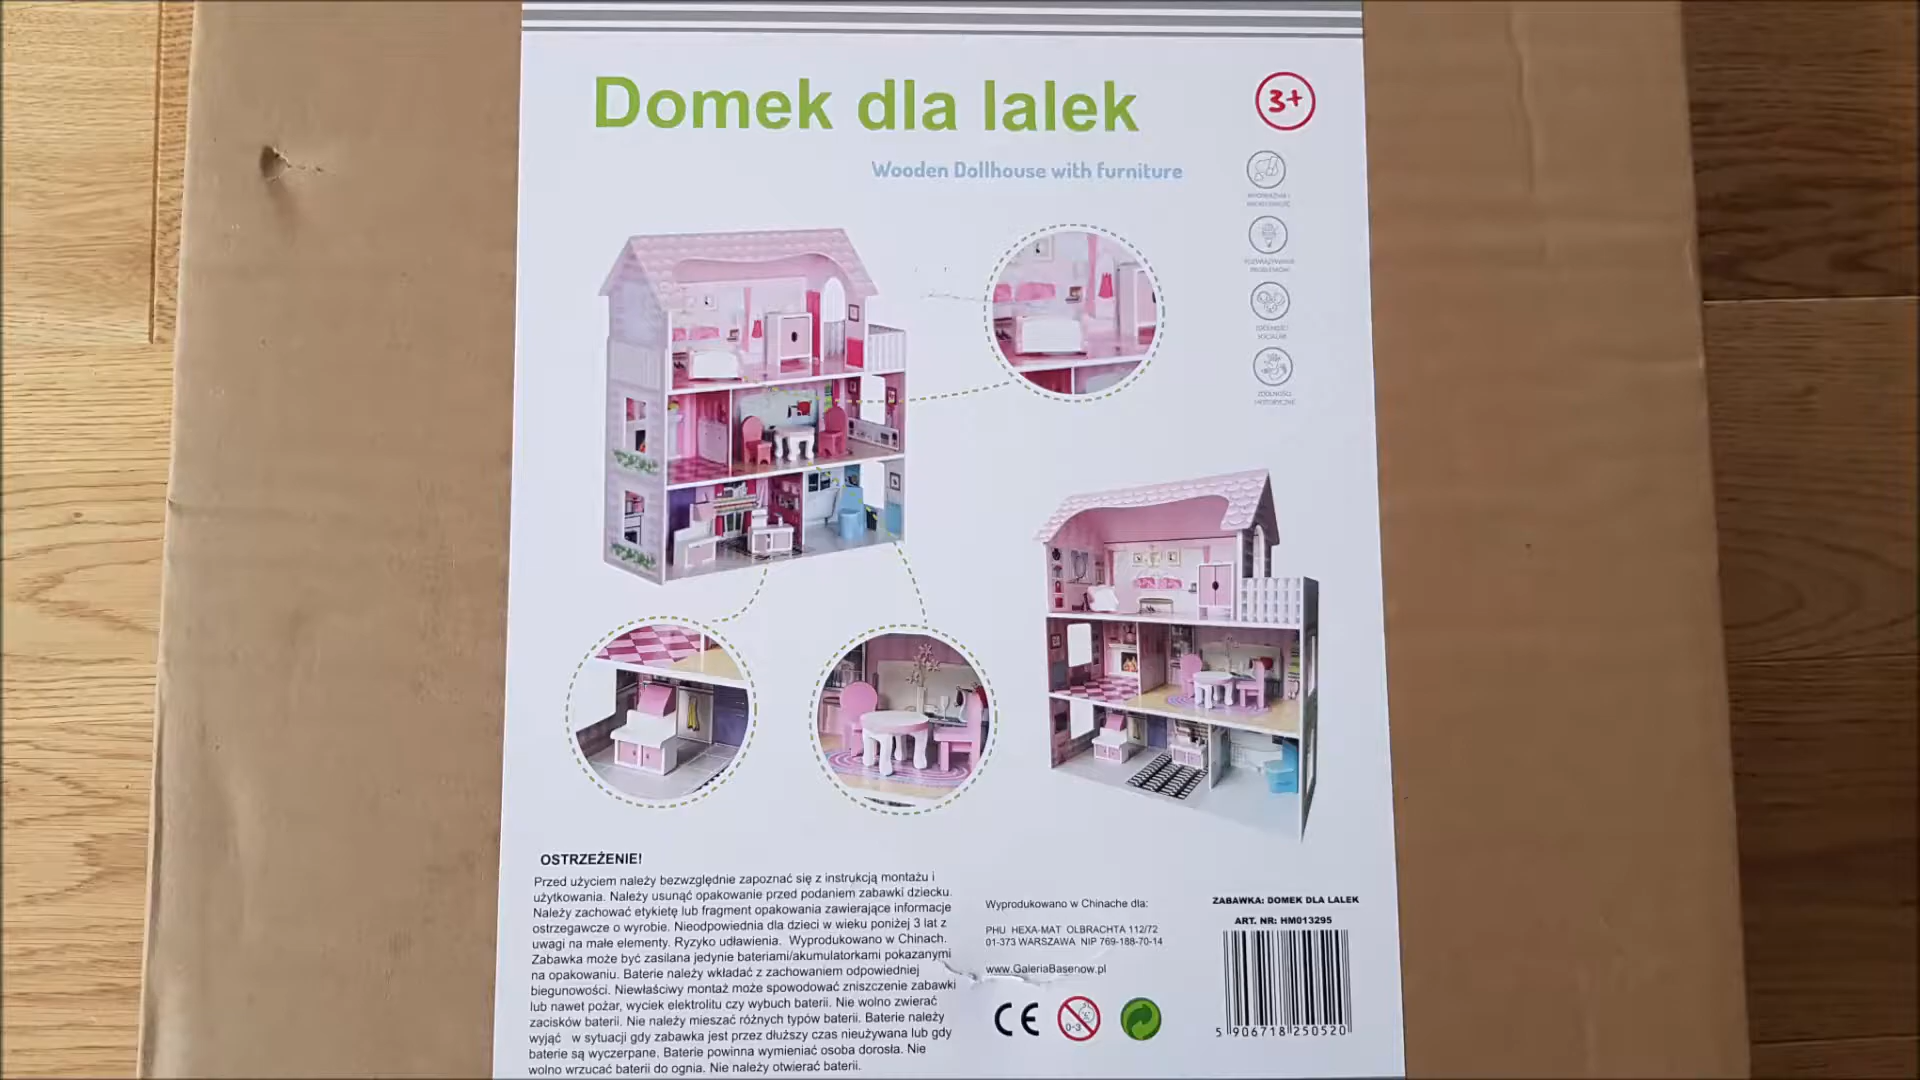 Domek dla lalek
3+
Wooden Dollhouse with furniture
OSTRZEŻENIE!
Przed użyciem należy bezwzględnie zapoznać się z instrukcją montażu i
użytkowania. Należy usunąć opakowanie przed podaniem zabawki dziecku.
Należy zachować etykietę lub fragment opakowania zawierające informacje
ostrzegawcze o wyrobie. Nieodpowiednia dla dzieci w wieku poniżej 3 lat z
uwagi na małe elementy. Ryzyko udławienia. Wyprodukowano w Chinach.
Zabawka może być zasilana jedynie bateriami/akumulatorkami pokazanymi
na opakowaniu. Baterie należy wkładać z zachowaniem odpowiedniej
biegunowości. Niewłaściwy montaż może spowodować zniszczenie zabawki
lub nawet pożar, wyciek elektrolitu czy wybuch baterii. Nie wolno zwierać
zacisków baterii. Nie należy mieszać różnych typów baterii. Baterie należy
wyjąć w sytuacji gdy zabawka jest przez dłuższy czas nieużywana lub gdy
baterie są wyczerpane. Baterie powinna wymieniać osoba dorosła. Nie
wolno wrzucać baterii do ognia. Nie należy otwierać baterii.
Wyprodukowano w Chinache dla:
PHU HEXA-MAT OLBRACHTA 112/72
01-373 WARSZAWA NIP 769-188-70-14
www.GaleriaBasenow.pl
CE
0-3
ZABAWKA: DOMEK DLA LALEK
ART. NR: HM013295
5 906718 250520